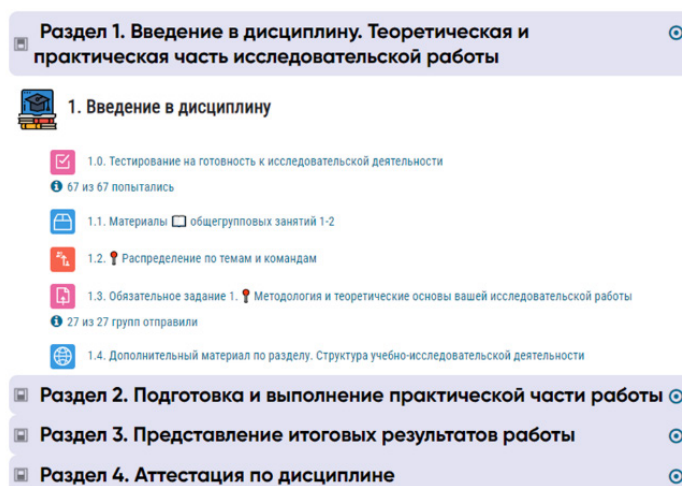 Раздел 1. Введение в дисциплину. Теоретическая и
практическая часть исследовательской работы
1. Введение в дисциплину
1.0. Тестирование на готовность к исследовательской деятельности
67 из 67 попытались
1.1. Материалы общегрупповых занятий 1-2
1.2. Распределение по темам и командам
1.3. Обязательное задание 1. Методология и теоретические основы вашей исследовательской работы
27 из 27 групп отправили
1.4. Дополнительный материал по разделу. Структура учебно-исследовательской деятельности
Раздел 2. Подготовка и выполнение практической части работы
Раздел 3. Представление итоговых результатов работы
Раздел 4. Аттестация по дисциплине